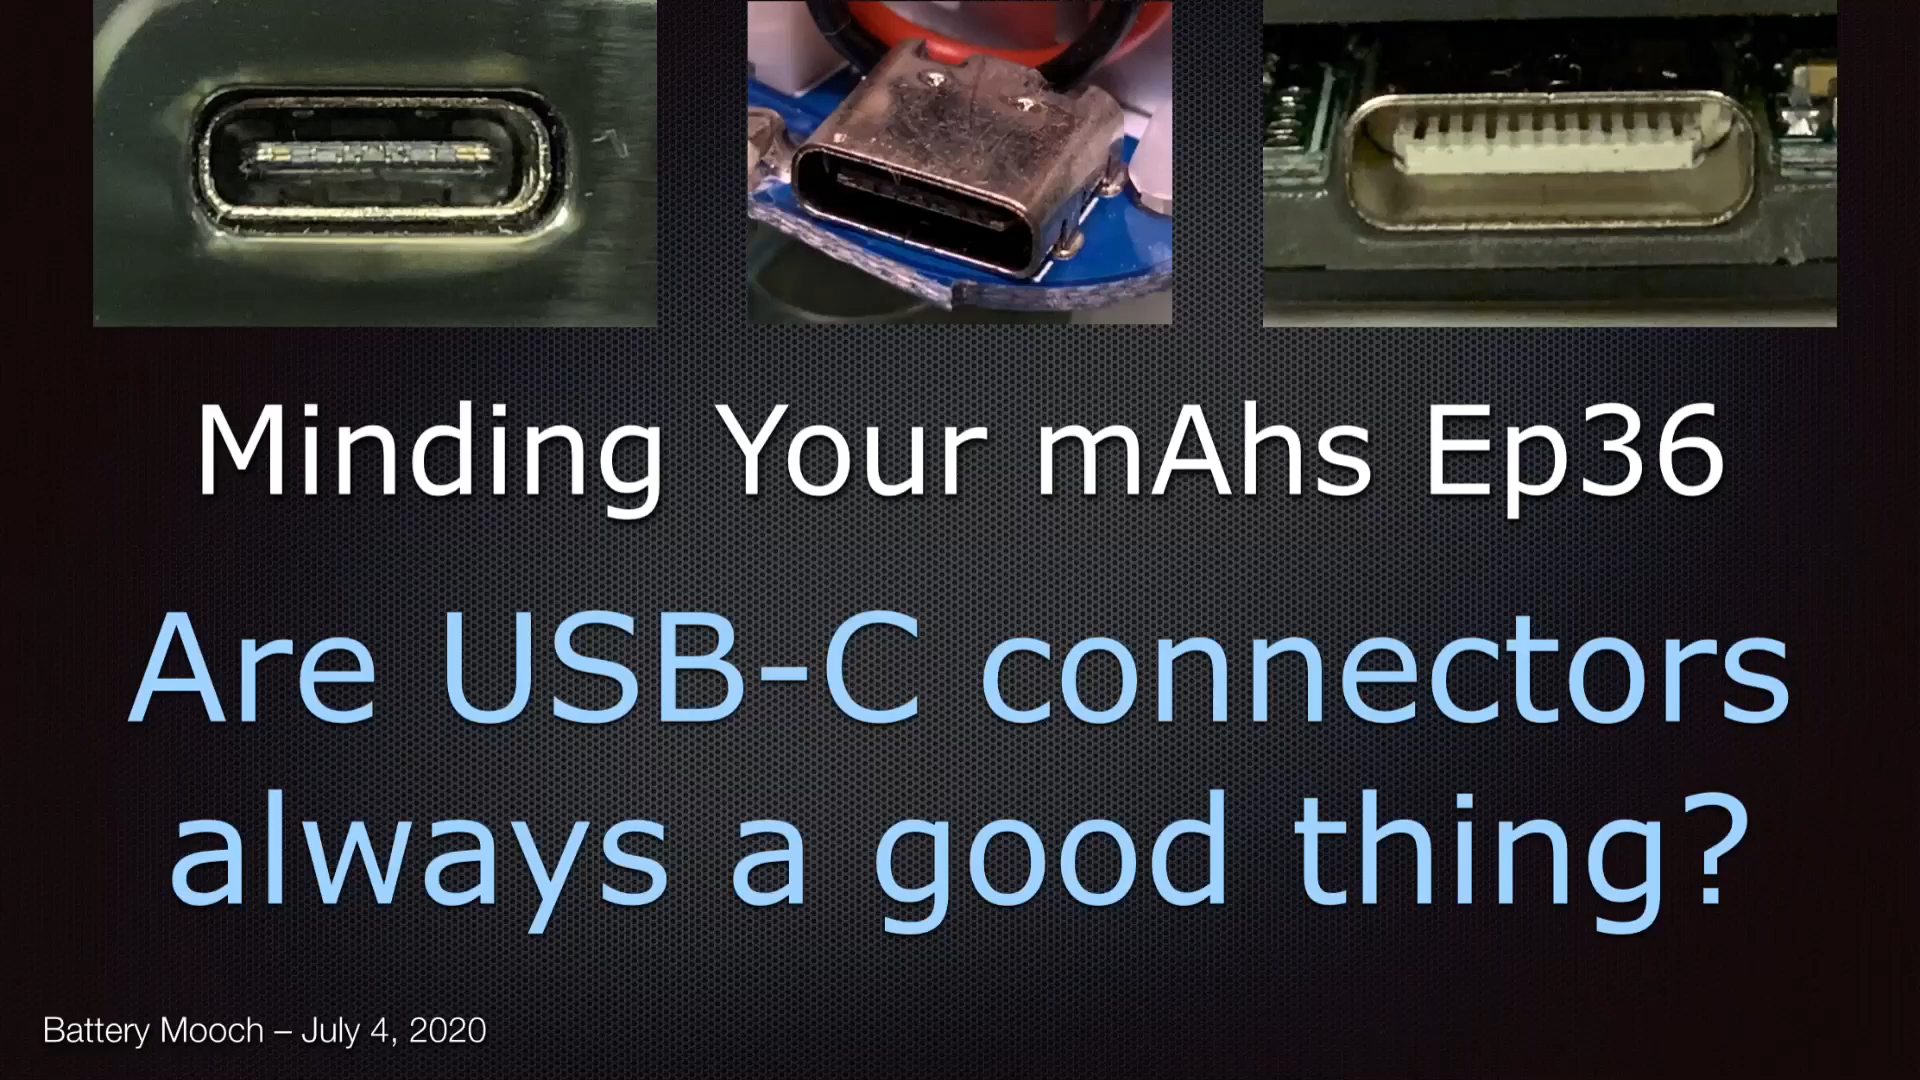 Minding Your mAhs Ep36
Are USB-C connectors
always a good thing?
Battery Mooch – July 4, 2020